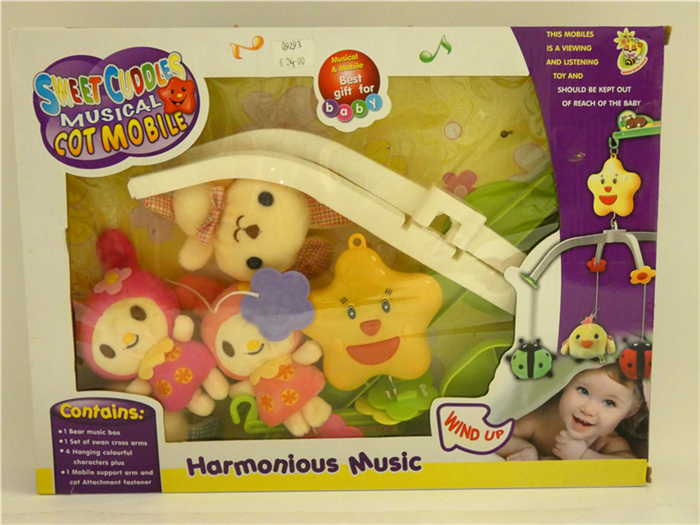 SWEET CUDDLES
MUSICAL
COT MOBILE
Musical
& Mobile
Best
gift for
baby
THIS MOBILES
IS A VIEWING
AND LISTENING
TOY AND
SHOULD BE KEPT OUT
OF REACH OF THE BABY
Contains:
• 1 Bear music box
• 1 Set of swan cross arms
• 4 Hanging colourful
characters plus
• 1 Mobile support arm and
cot Attachment fastener
WIND UP
Harmonious Music